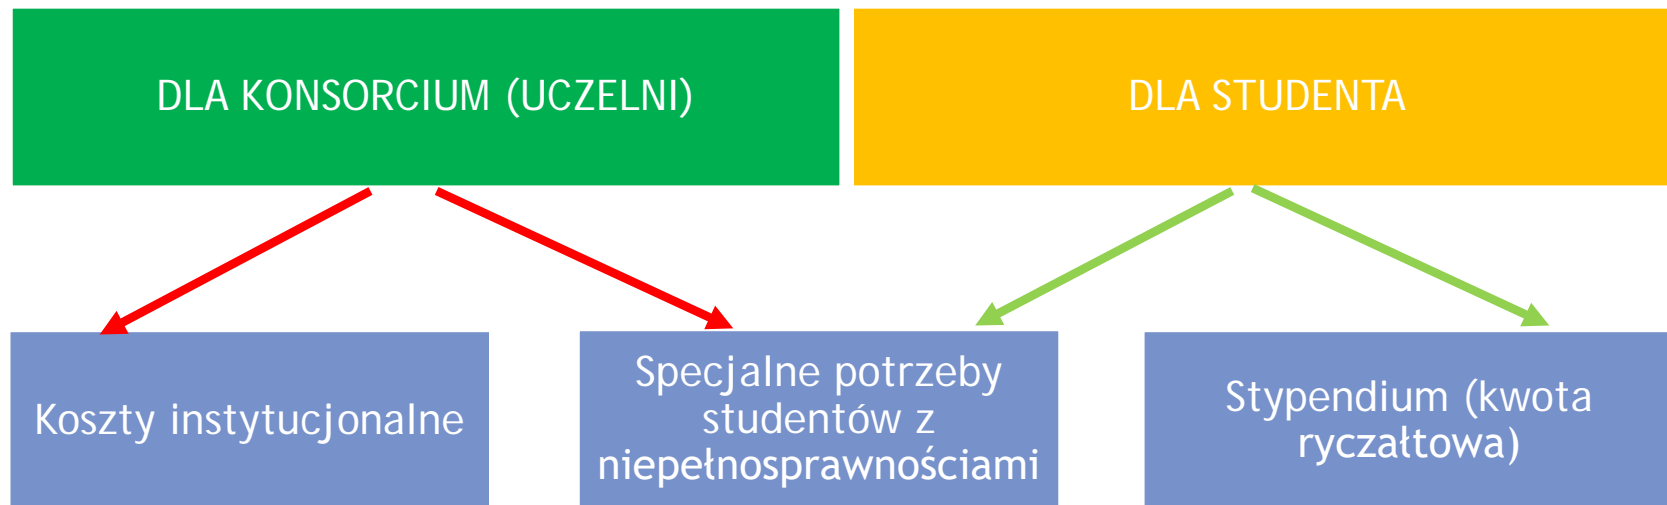 DLA KONSORCIUM (UCZELNI)
DLA STUDENTA
Koszty instytucjonalne
Specjalne potrzeby
studentów z
niepełnosprawnościami
Stypendium (kwota
ryczałtowa)